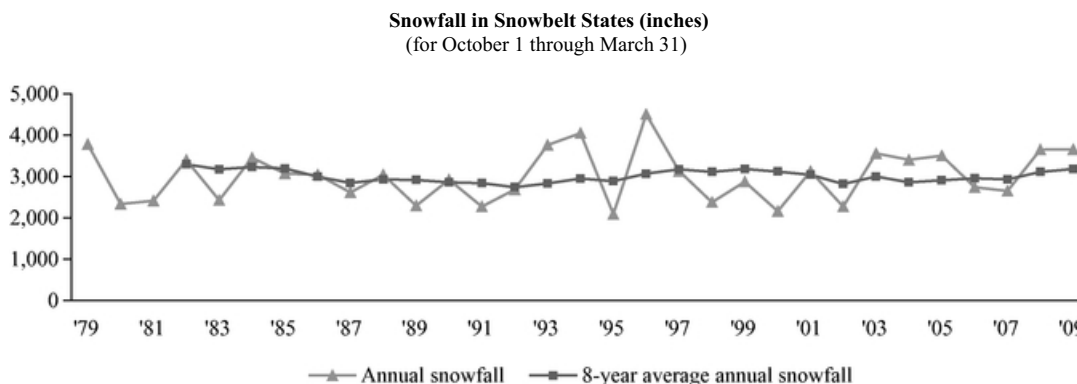 Snowfall in Snowbelt States (inches)
(for October 1 through March 31)
5,000
4,000
3,000
2,000
1,000
0
'79 '81 '83 '85 '87 '89 '91 '93 '95 '97 '99 '01 '03 '05 '07 '09
Annual snowfall 8-year average annual snowfall